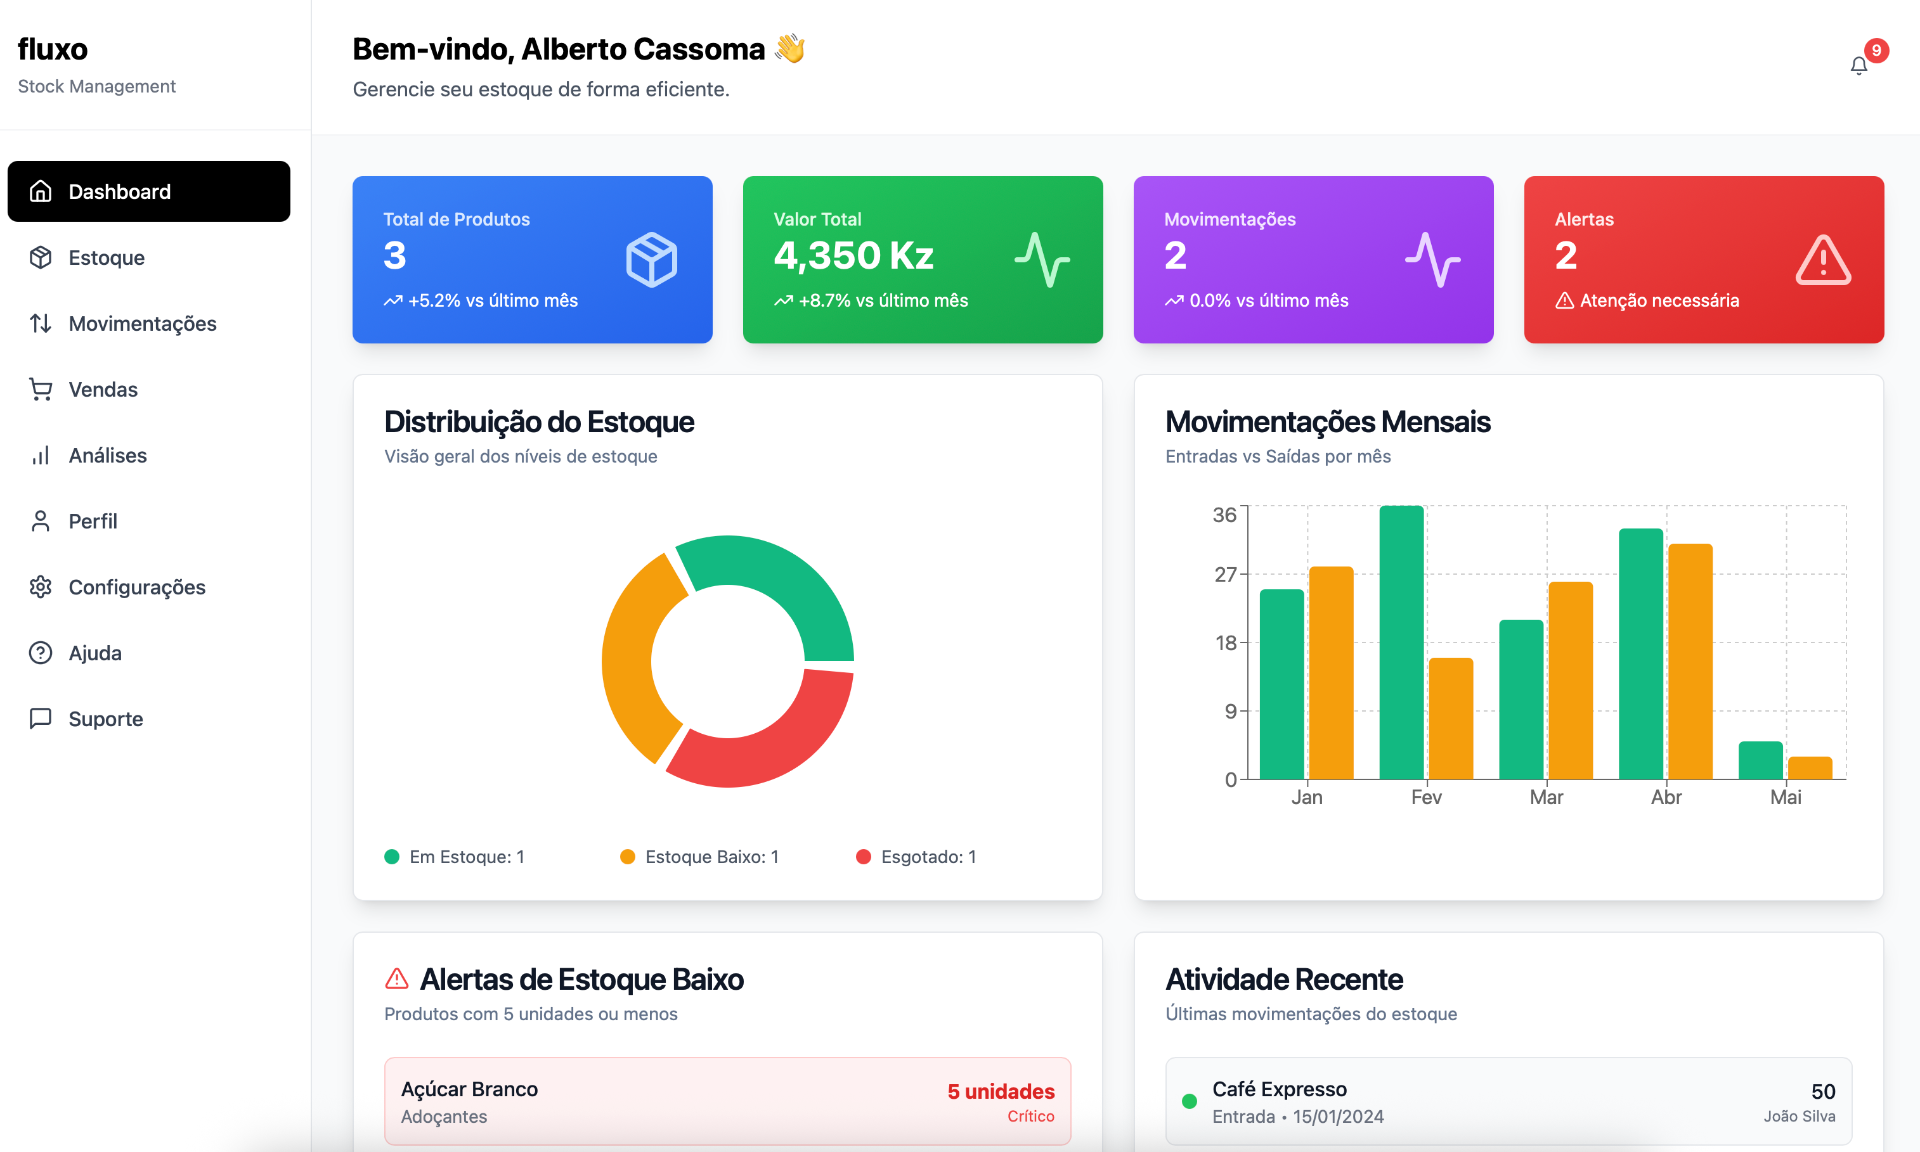 fluxo
Stock Management
Dashboard
Estoque
Movimentações
Vendas
Análises
Perfil
Configurações
Ajuda
Suporte
Bem-vindo, Alberto Cassoma 👋
Gerencie seu estoque de forma eficiente.
9
Total de Produtos
3
+5.2% vs último mês
Valor Total
4,350 Kz
+8.7% vs último mês
Movimentações
2
0.0% vs último mês
Alertas
2
Atenção necessária
Distribuição do Estoque
Visão geral dos níveis de estoque
Em Estoque: 1
Estoque Baixo: 1
Esgotado: 1
Movimentações Mensais
Entradas vs Saídas por mês
36
27
18
9
0
Jan Fev Mar Abr Mai
Alertas de Estoque Baixo
Produtos com 5 unidades ou menos
Açúcar Branco
Adoçantes
5 unidades
Crítico
Atividade Recente
Últimas movimentações do estoque
Café Expresso
Entrada • 15/01/2024
50
João Silva